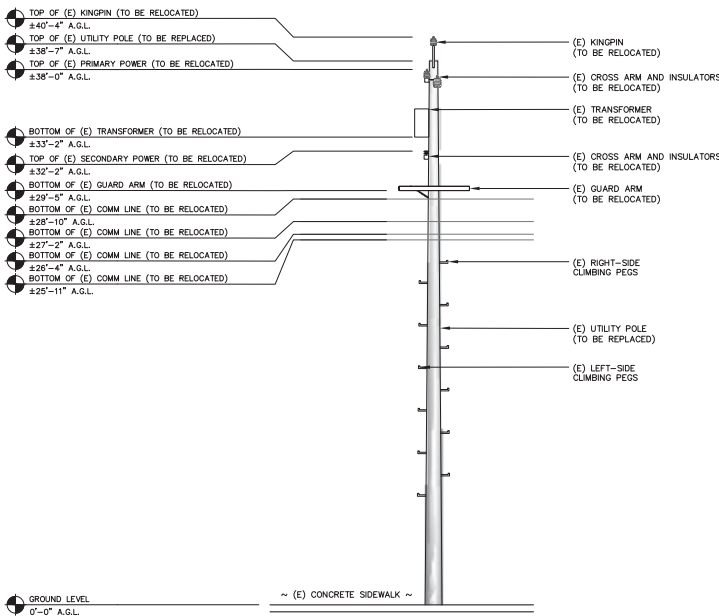 TOP OF (E) KINGPIN (TO BE RELOCATED)
±40'-4" A.G.L.
TOP OF (E) UTILITY POLE (TO BE REPLACED)
±38'-7" A.G.L.
TOP OF (E) PRIMARY POWER (TO BE RELOCATED)
±38'-0" A.G.L.
BOTTOM OF (E) TRANSFORMER (TO BE RELOCATED)
±33'-2" A.G.L.
TOP OF (E) SECONDARY POWER (TO BE RELOCATED)
±32'-2" A.G.L.
BOTTOM OF (E) GUARD ARM (TO BE RELOCATED)
±29'-5" A.G.L.
BOTTOM OF (E) COMM LINE (TO BE RELOCATED)
±28'-10" A.G.L.
BOTTOM OF (E) COMM LINE (TO BE RELOCATED)
±27'-2" A.G.L.
BOTTOM OF (E) COMM LINE (TO BE RELOCATED)
±26'-4" A.G.L.
BOTTOM OF (E) COMM LINE (TO BE RELOCATED)
±25'-11" A.G.L.
GROUND LEVEL
0'-0" A.G.L.
~ (E) CONCRETE SIDEWALK ~
(E) KINGPIN
(TO BE RELOCATED)
(E) CROSS ARM AND INSULATORS
(TO BE RELOCATED)
(E) TRANSFORMER
(TO BE RELOCATED)
(E) CROSS ARM AND INSULATORS
(TO BE RELOCATED)
(E) GUARD ARM
(TO BE RELOCATED)
(E) RIGHT-SIDE
CLIMBING PEGS
(E) UTILITY POLE
(TO BE REPLACED)
(E) LEFT-SIDE
CLIMBING PEGS